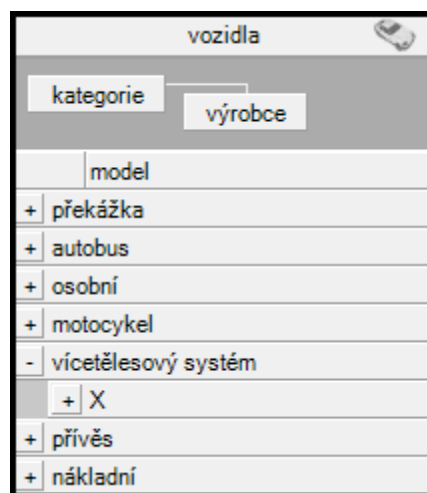 vozidla
kategorie
výrobce
model
+ překážka
+ autobus
+ osobní
+ motocykel
- vícetělesový systém
+ X
+ přívěs
+ nákladní